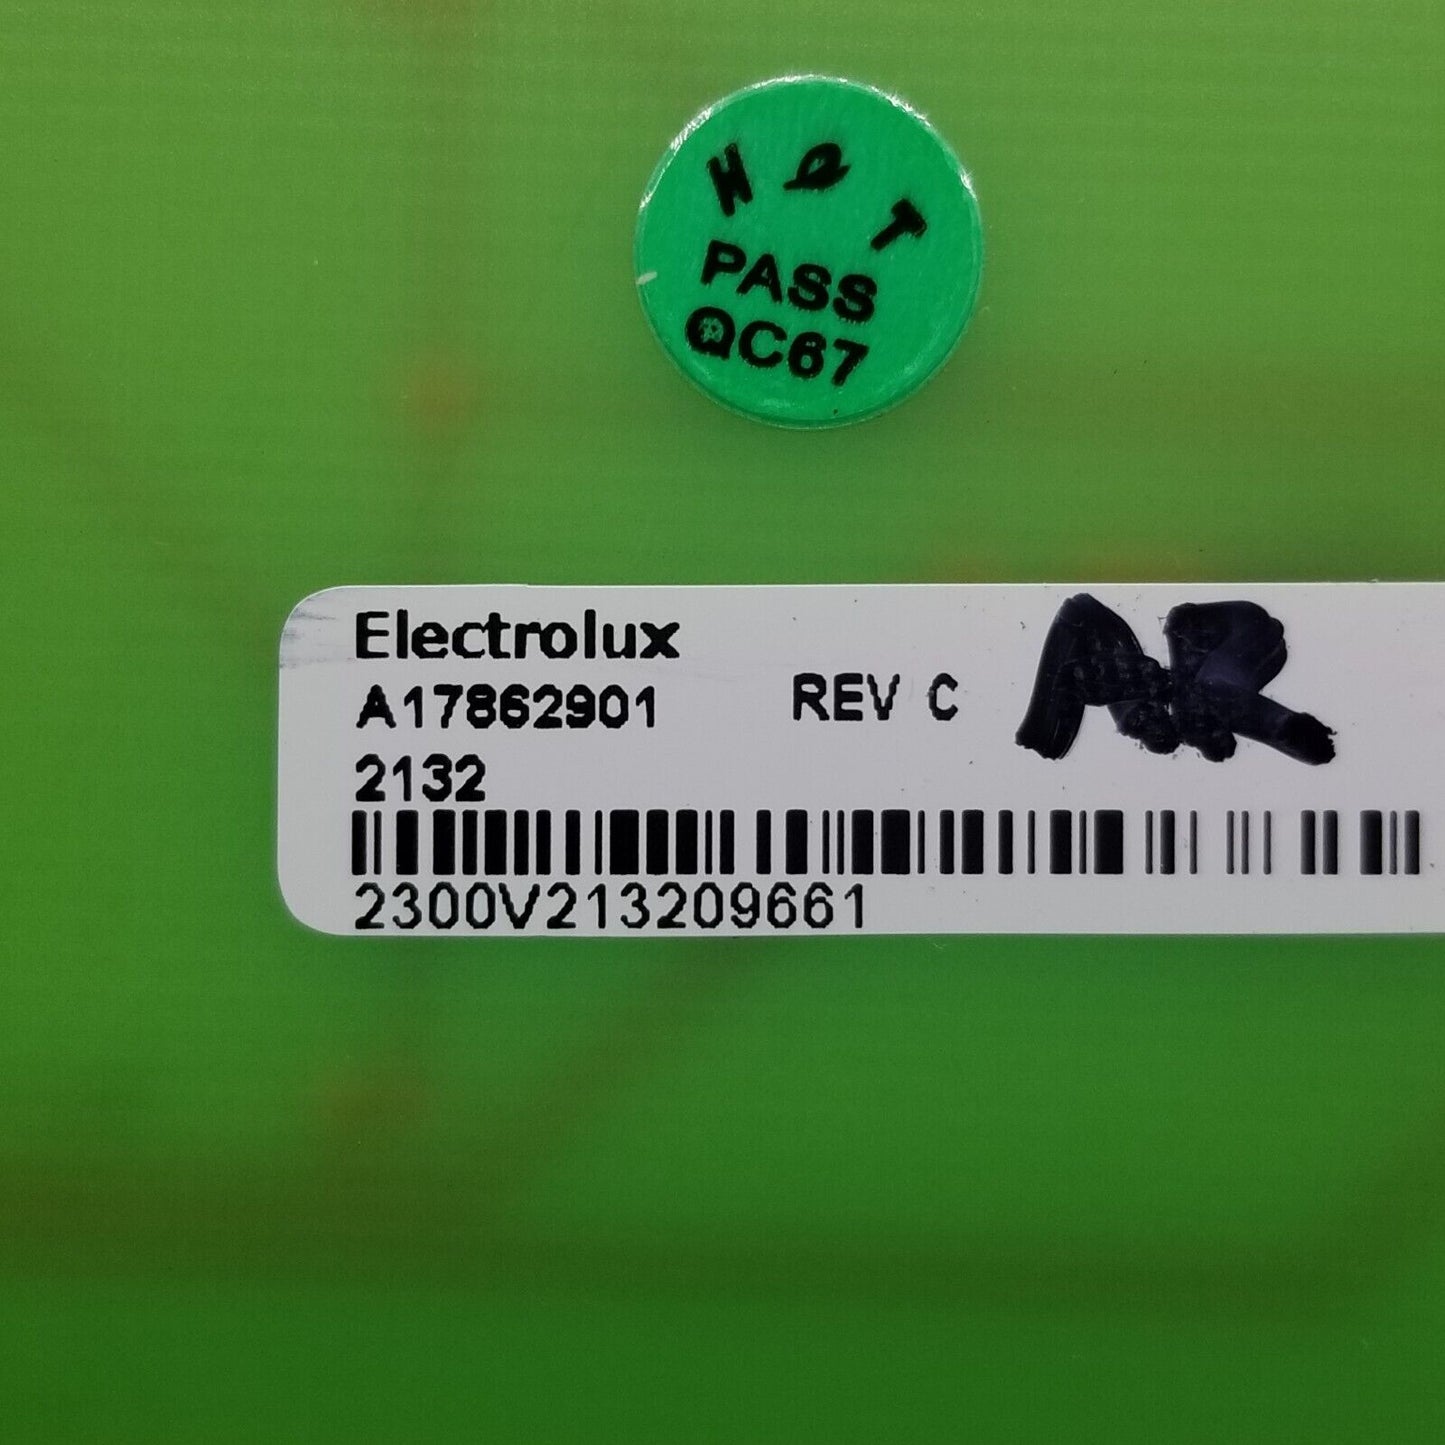 H&T
PASS
QC67
Electrolux
A17862901 REV C AR
2132
2300V213209661